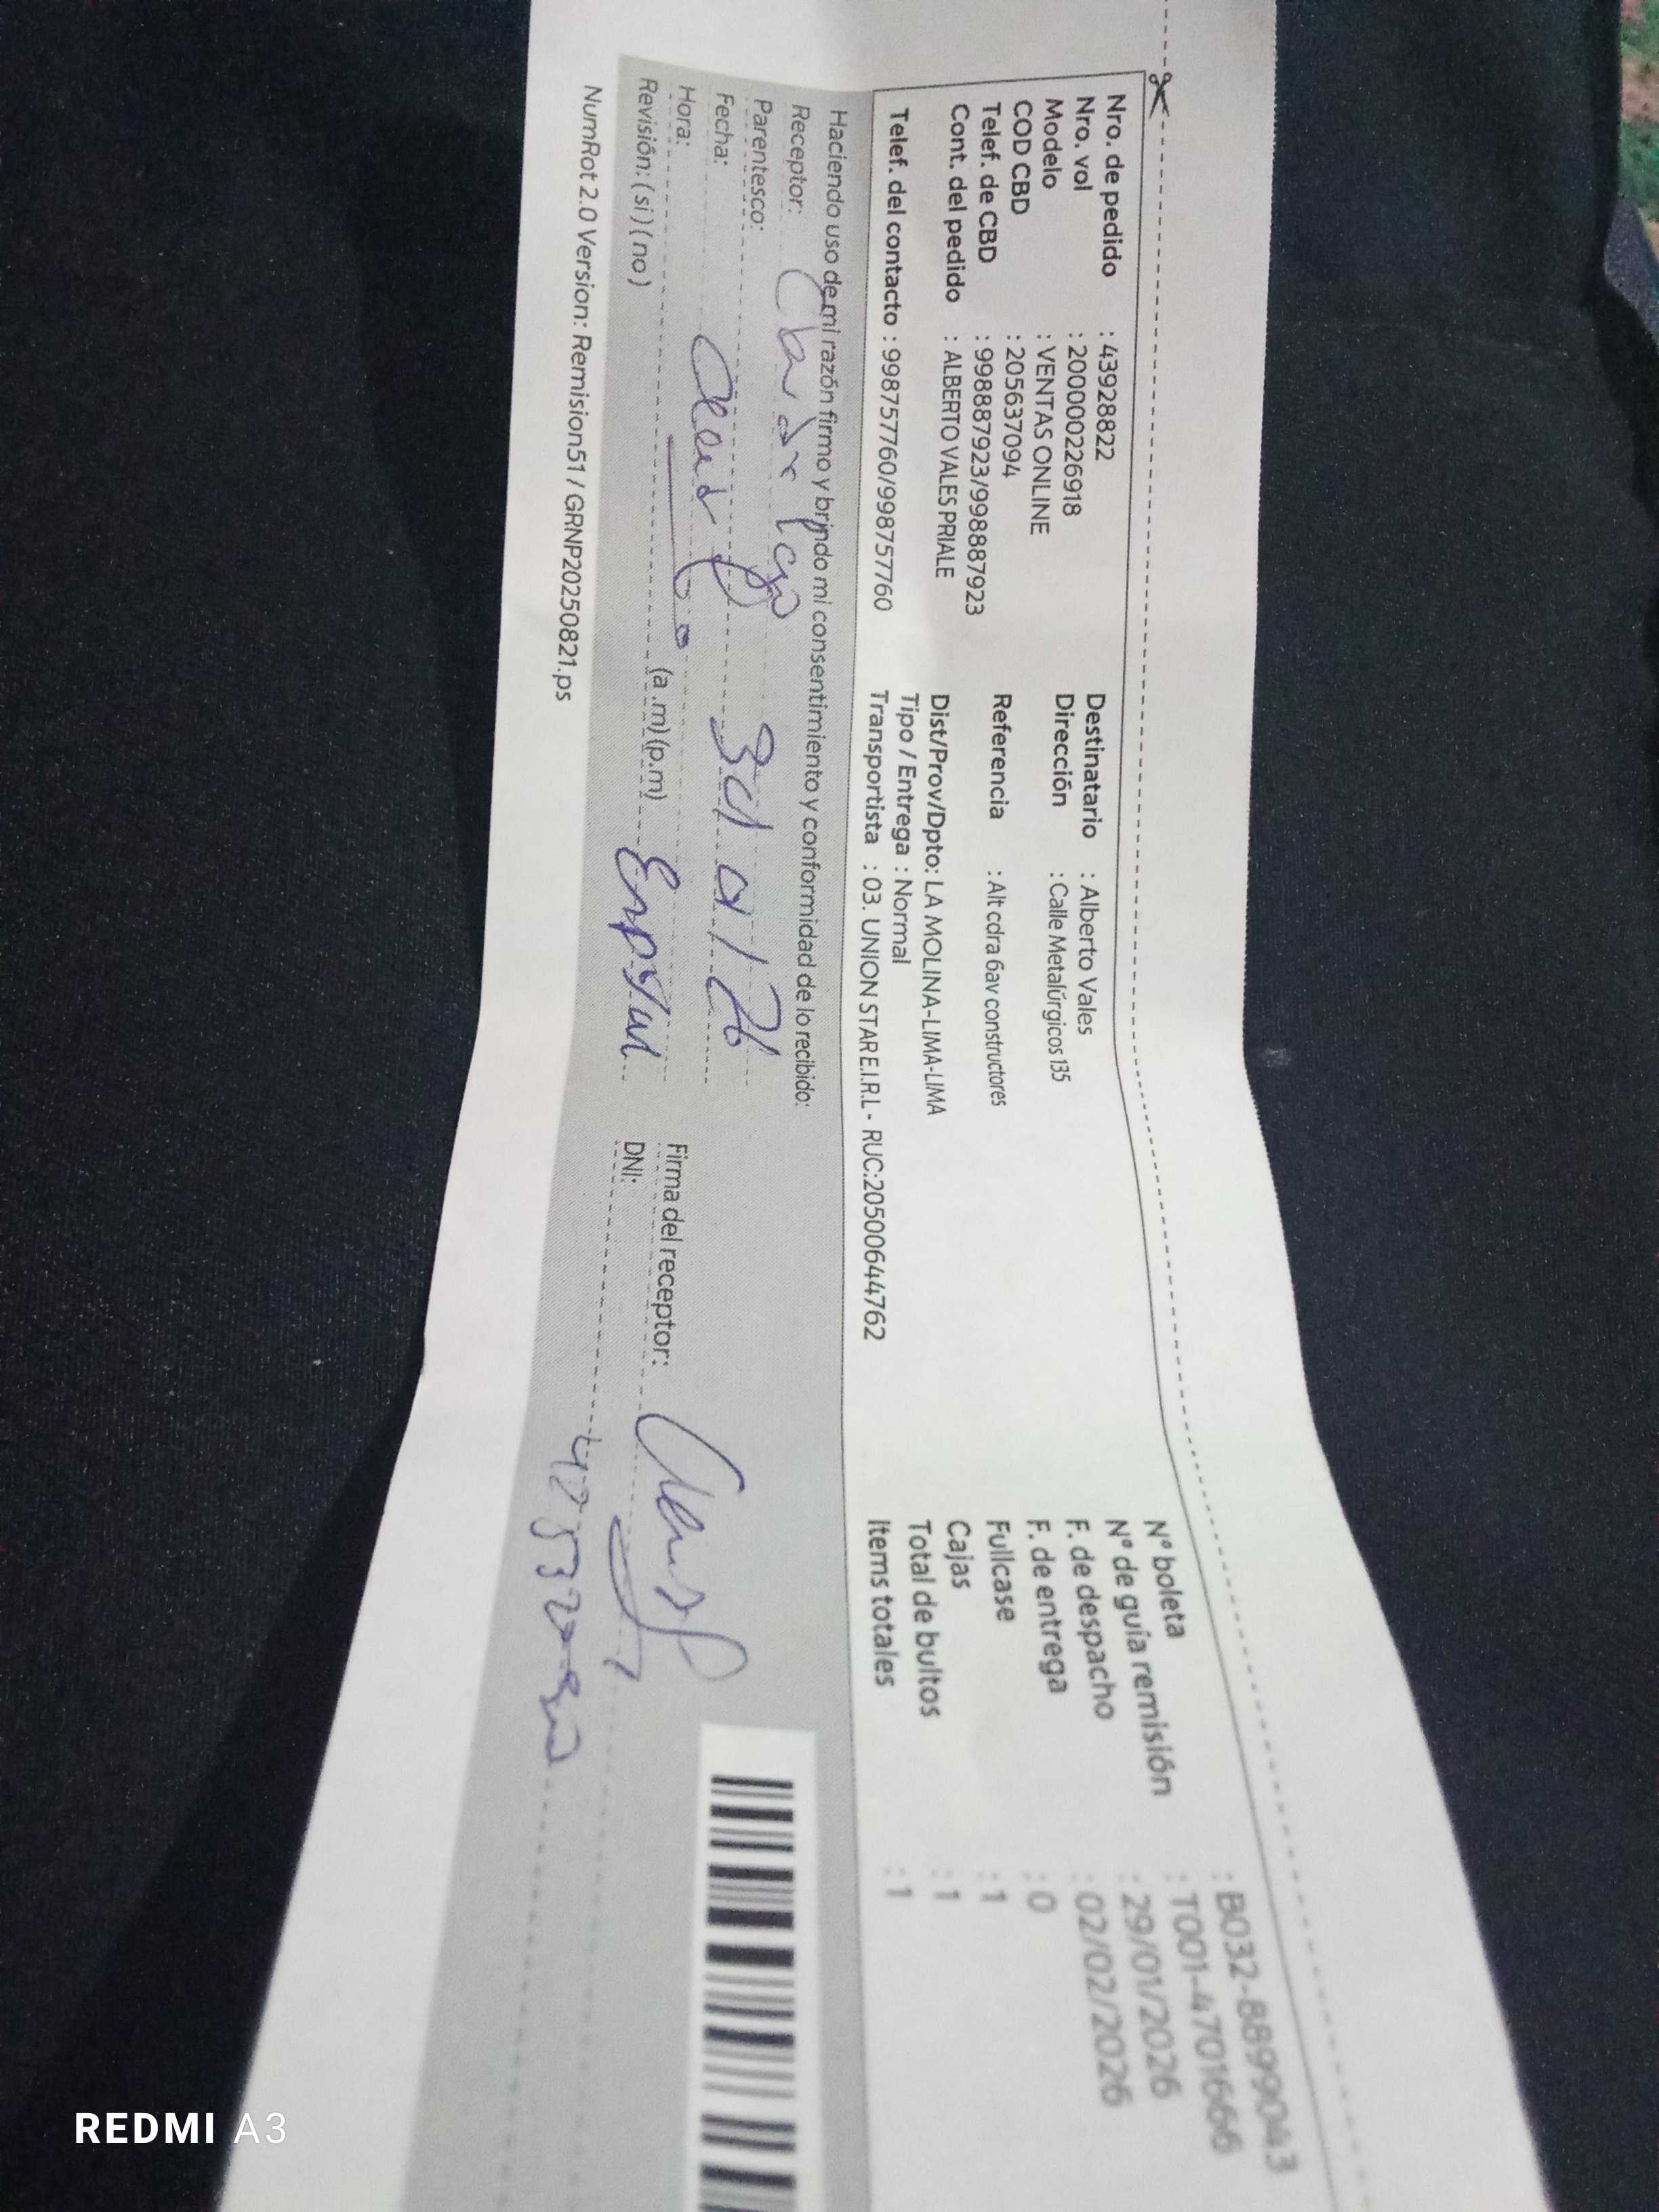 Nro. de pedido : 43928822
Nro. vol : 200000226918
Modelo : VENTAS ONLINE
COD CBD : 205637094
Telef. de CBD : 998887923/998887923
Cont. del pedido : ALBERTO VALES PRIALE
Telef. del contacto : 998757760/998757760
Destinatario : Alberto Vales
Dirección : Calle Metalúrgicos 135
Referencia : Alt cdra 6av constructores
Dist/Prov/Dpto: LA MOLINA-LIMA-LIMA
Tipo / Entrega : Normal
Transportista : 03. UNION STAR E.I.R.L - RUC:20500644762
N° boleta : B032-8899043
N° de guía remisión : T001-4701666
F. de despacho : 29/01/2026
F. de entrega : 02/02/2026
Fullcase : 0
Cajas : 1
Total de bultos : 1
Items totales : 1
Haciendo uso de mi razón firmo y brindo mi consentimiento y conformidad de lo recibido:
Receptor:
Parentesco:
Fecha:
Hora: (a .m) (p.m)
Revisión: ( si ) ( no )
Firma del receptor:
DNI:
NumRot 2.0 Version: Remision51 / GRNP20250821.ps
REDMI A3